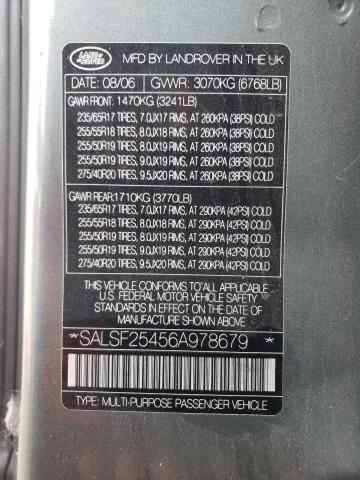 LAND
ROVER
MFD BY LANDROVER IN THE UK
DATE: 08/06 GVWR: 3070KG (6768LB)
GAWR FRONT: 1470KG (3241LB)
235/65R17 TIRES, 7.0JX17 RIMS, AT 260KPA (38PSI) COLD
255/55R18 TIRES, 8.0JX18 RIMS, AT 260KPA (38PSI) COLD
255/50R19 TIRES, 8.0JX19 RIMS, AT 260KPA (38PSI) COLD
255/50R19 TIRES, 9.0JX19 RIMS, AT 260KPA (38PSI) COLD
275/40R20 TIRES, 9.5JX20 RIMS, AT 260KPA (38PSI) COLD
GAWR REAR: 1710KG (3770LB)
235/65R17 TIRES, 7.0JX17 RIMS, AT 290KPA (42PSI) COLD
255/55R18 TIRES, 8.0JX18 RIMS, AT 290KPA (42PSI) COLD
255/50R19 TIRES, 8.0JX19 RIMS, AT 290KPA (42PSI) COLD
255/50R19 TIRES, 9.0JX19 RIMS, AT 290KPA (42PSI) COLD
275/40R20 TIRES, 9.5JX20 RIMS, AT 290KPA (42PSI) COLD
THIS VEHICLE CONFORMS TO ALL APPLICABLE
U.S. FEDERAL MOTOR VEHICLE SAFETY AND
THEFT PREVENTION STANDARDS IN EFFECT ON
THE DATE OF MANUFACTURE SHOWN ABOVE
*SALSF25456A978679 *
TYPE: MULTI-PURPOSE PASSENGER VEHICLE